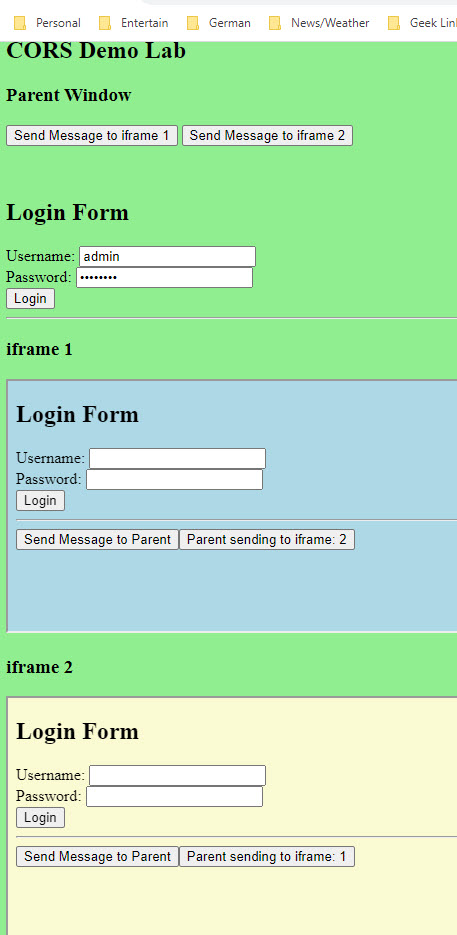 Personal Entertain German News/Weather Geek Lin
CORS Demo Lab
Parent Window
Send Message to iframe 1 Send Message to iframe 2
Login Form
Username: admin
Password: ••••••••
Login
iframe 1
Login Form
Username:
Password:
Login
Send Message to Parent Parent sending to iframe: 2
iframe 2
Login Form
Username:
Password:
Login
Send Message to Parent Parent sending to iframe: 1